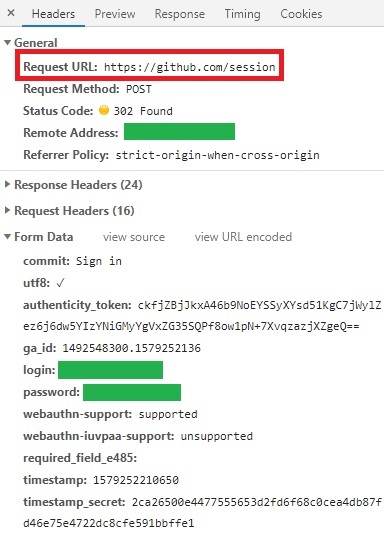 Headers Preview Response Timing Cookies
General
Request URL: https://github.com/session
Request Method: POST
Status Code: 302 Found
Remote Address:
Referrer Policy: strict-origin-when-cross-origin
Response Headers (24)
Request Headers (16)
Form Data view source view URL encoded
commit: Sign in
utf8: ✓
authenticity_token: ckfjZBjJkxA46b9NoEYSSyXYsd51KgC7jWylZ
ez6j6dw5YIzYNiGMyYgVxZG35SQPf8ow1pN+7XvqzazjXZgeQ==
ga_id: 1492548300.1579252136
login:
password:
webauthn-support: supported
webauthn-iuvpaa-support: unsupported
required_field_e485:
timestamp: 1579252210650
timestamp_secret: 2ca26500e4477555653d2fd6f68c0cea4db87f
d46e75e4722dc8cfe591bbffe1